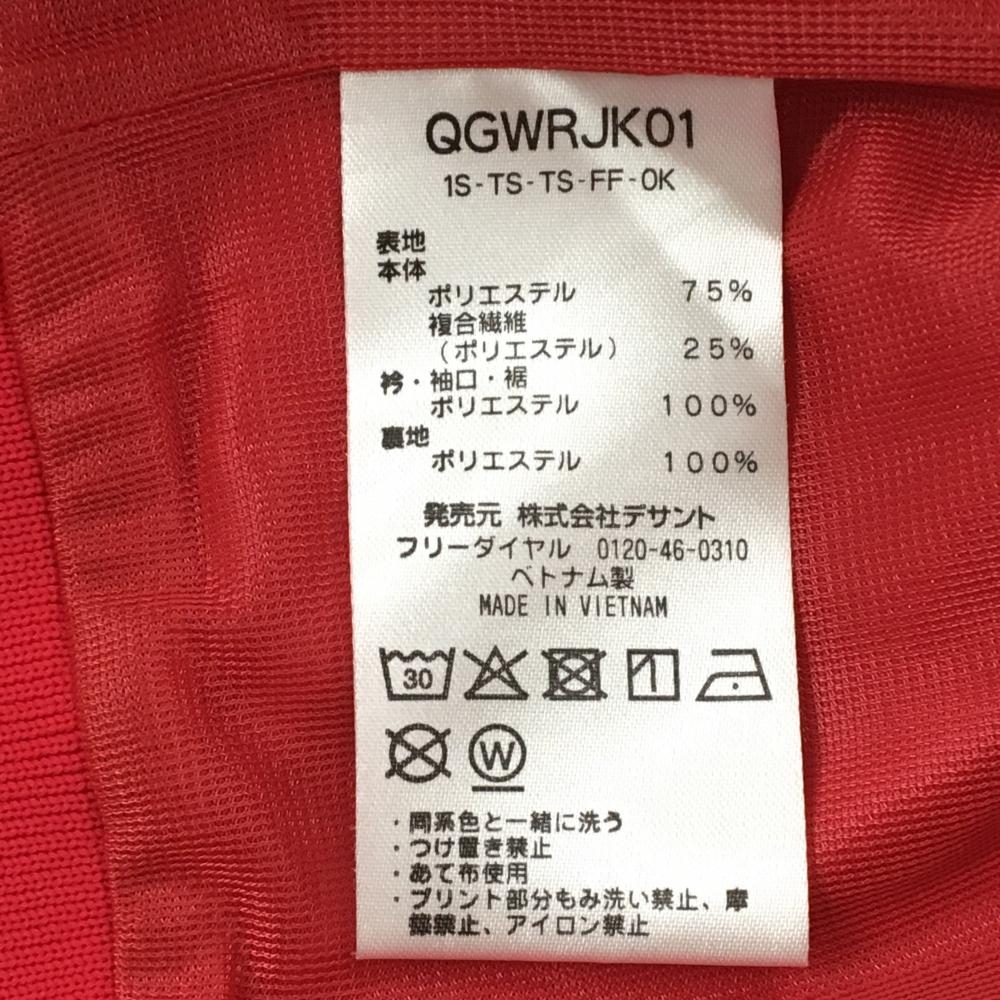 QGWRJK01
1S-TS-TS-FF-0K
表地
本体
ポリエステル 75%
複合繊維
(ポリエステル) 25%
衿・袖口・裾
ポリエステル 100%
裏地
ポリエステル 100%
発売元 株式会社デサント
フリーダイヤル 0120-46-0310
ベトナム製
MADE IN VIETNAM
30
W
・同系色と一緒に洗う
・つけ置き禁止
・あて布使用
・プリント部分もみ洗い禁止、摩
擦禁止、アイロン禁止